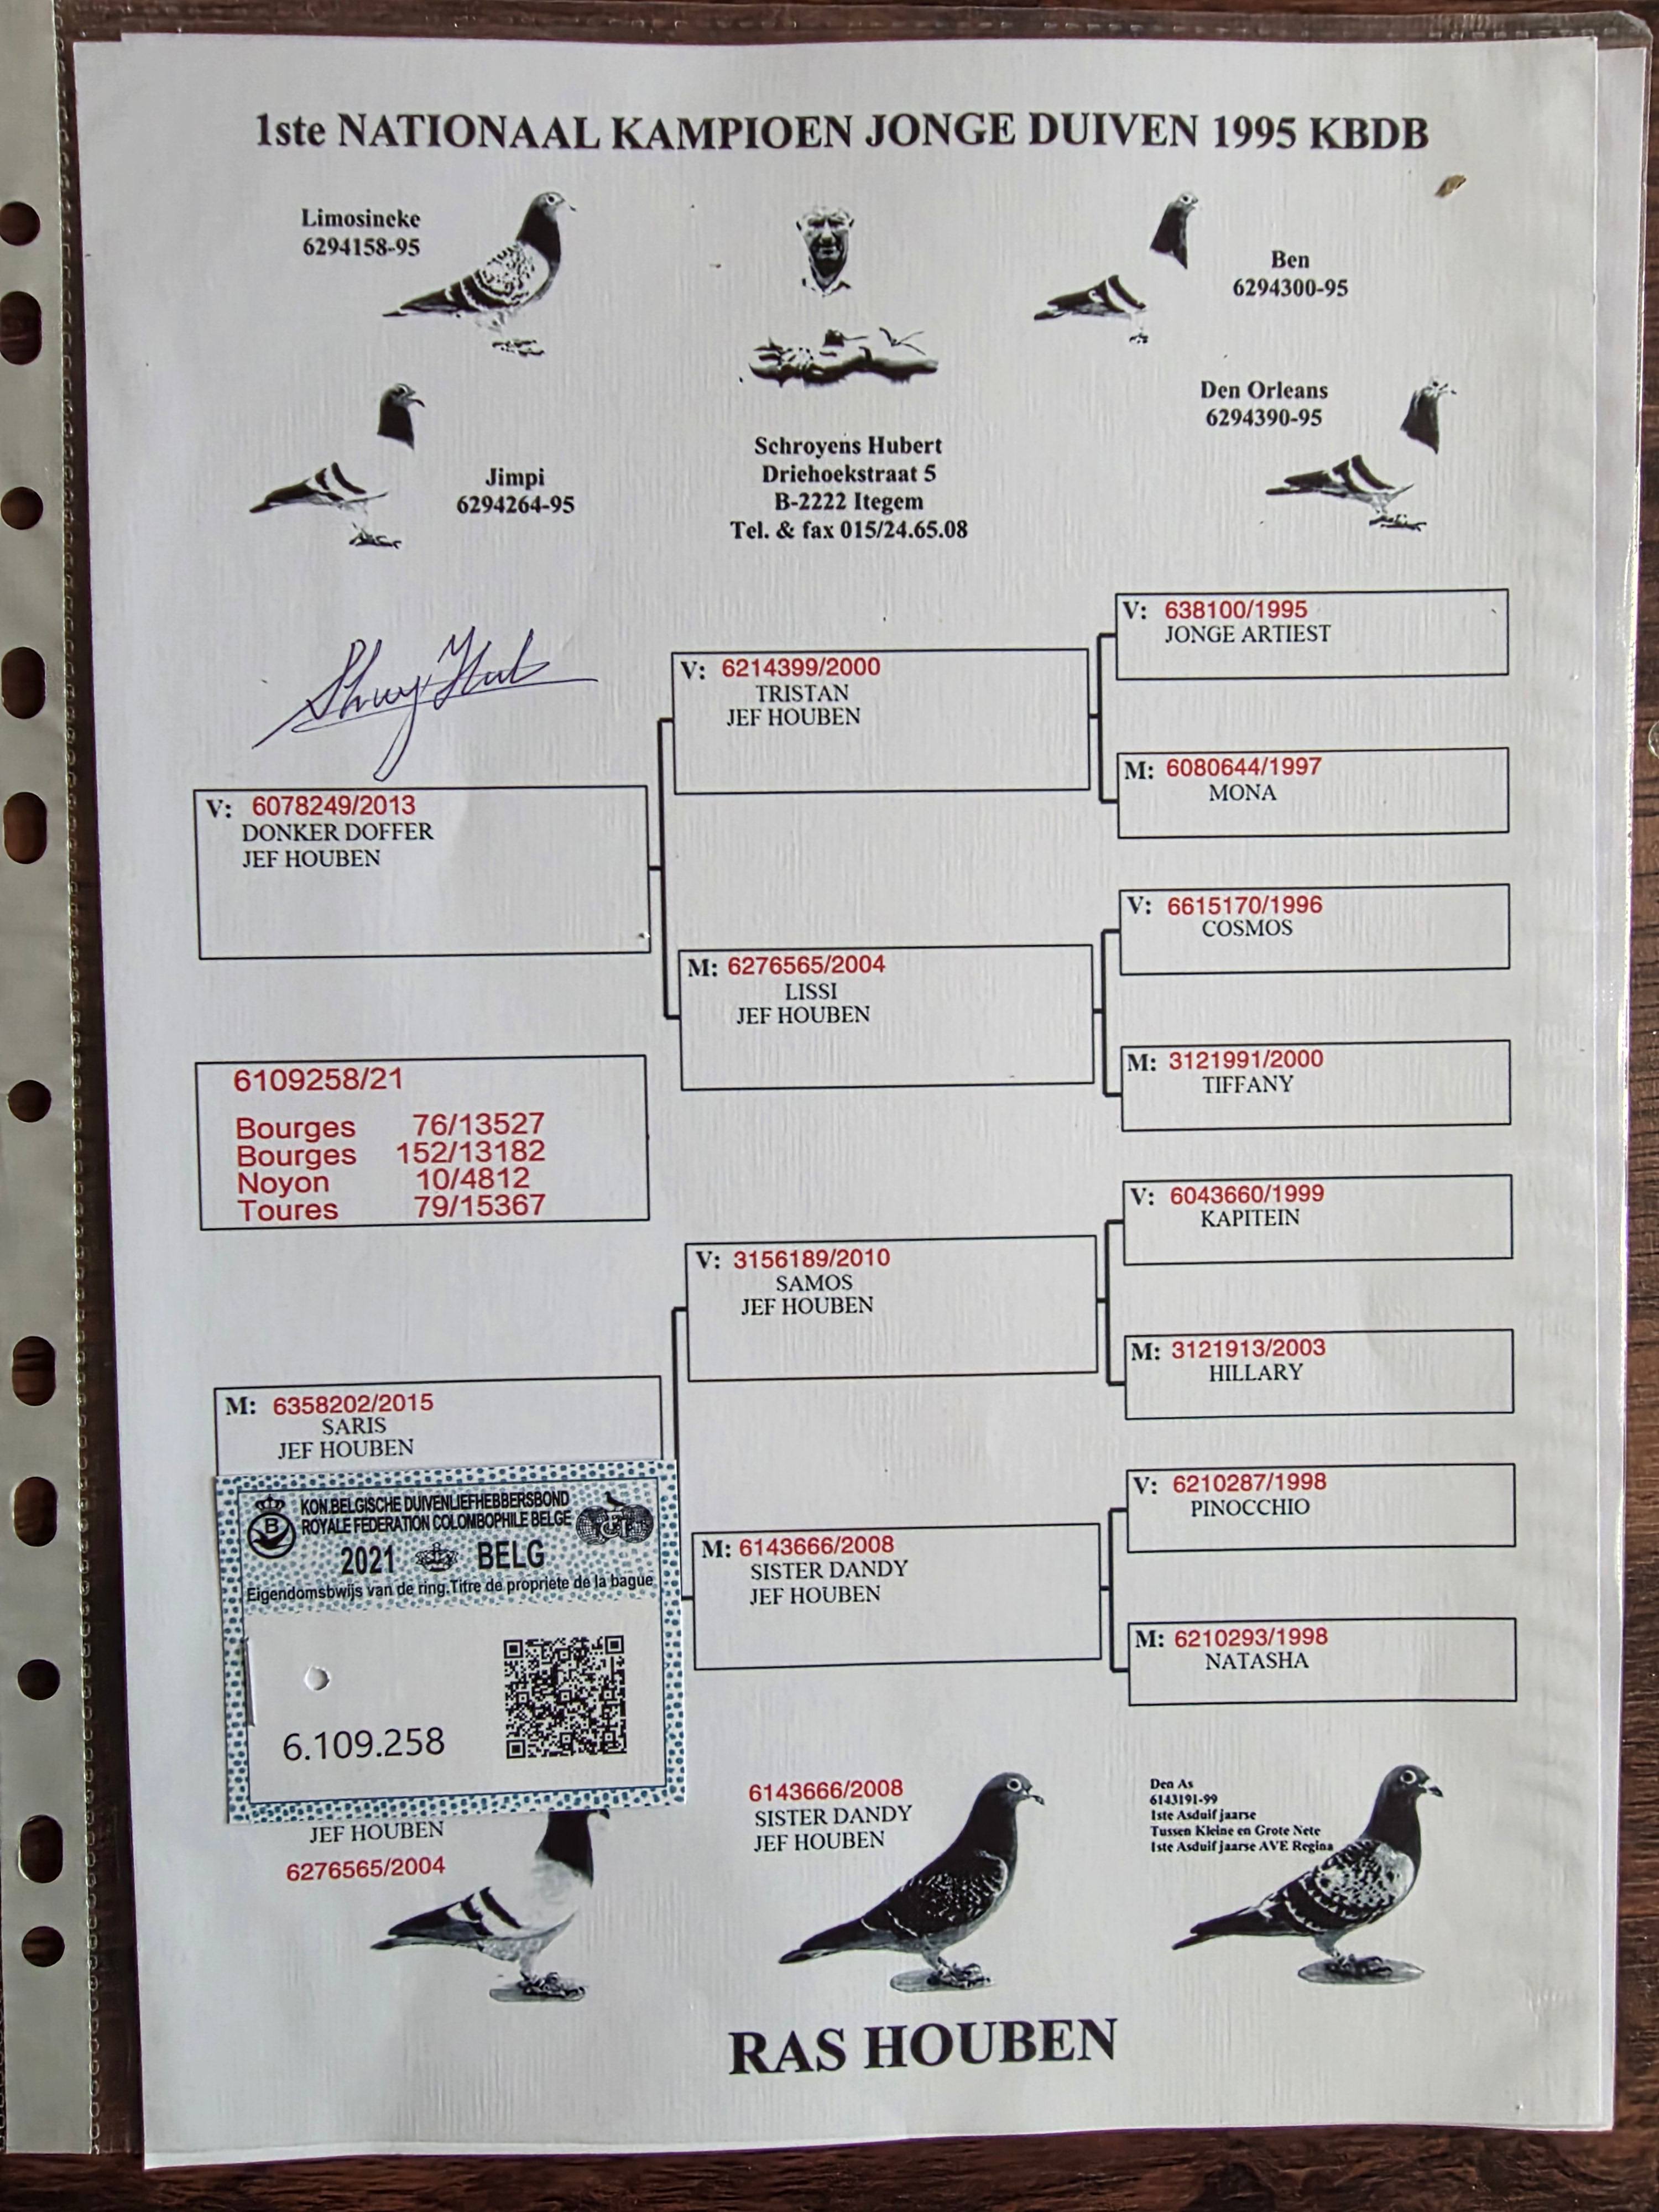 1ste NATIONAAL KAMPIOEN JONGE DUIVEN 1995 KBDB
Limosineke
6294158-95
Ben
6294300-95
Jimpi
6294264-95
Den Orleans
6294390-95
Schroyens Hubert
Driehoekstraat 5
B-2222 Itegem
Tel. & fax 015/24.65.08
V: 6078249/2013
DONKER DOFFER
JEF HOUBEN
V: 6214399/2000
TRISTAN
JEF HOUBEN
V: 638100/1995
JONGE ARTIEST
M: 6080644/1997
MONA
M: 6276565/2004
LISSI
JEF HOUBEN
V: 6615170/1996
COSMOS
M: 3121991/2000
TIFFANY
6109258/21
Bourges 76/13527
Bourges 152/13182
Noyon 10/4812
Toures 79/15367
M: 6358202/2015
SARIS
JEF HOUBEN
V: 3156189/2010
SAMOS
JEF HOUBEN
V: 6043660/1999
KAPITEIN
M: 3121913/2003
HILLARY
M: 6143666/2008
SISTER DANDY
JEF HOUBEN
V: 6210287/1998
PINOCCHIO
M: 6210293/1998
NATASHA
B
KON.BELGISCHE DUIVENLIEFHEBBERSBOND
ROYALE FEDERATION COLOMBOPHILE BELGE
FCI
2021 BELG
Eigendomsbwijs van de ring.Titre de propriete de la bague
6.109.258
JEF HOUBEN
6276565/2004
6143666/2008
SISTER DANDY
JEF HOUBEN
Den As
6143191-99
1ste Asduif jaarse
Tussen Kleine en Grote Nete
1ste Asduif jaarse AVE Regina
RAS HOUBEN